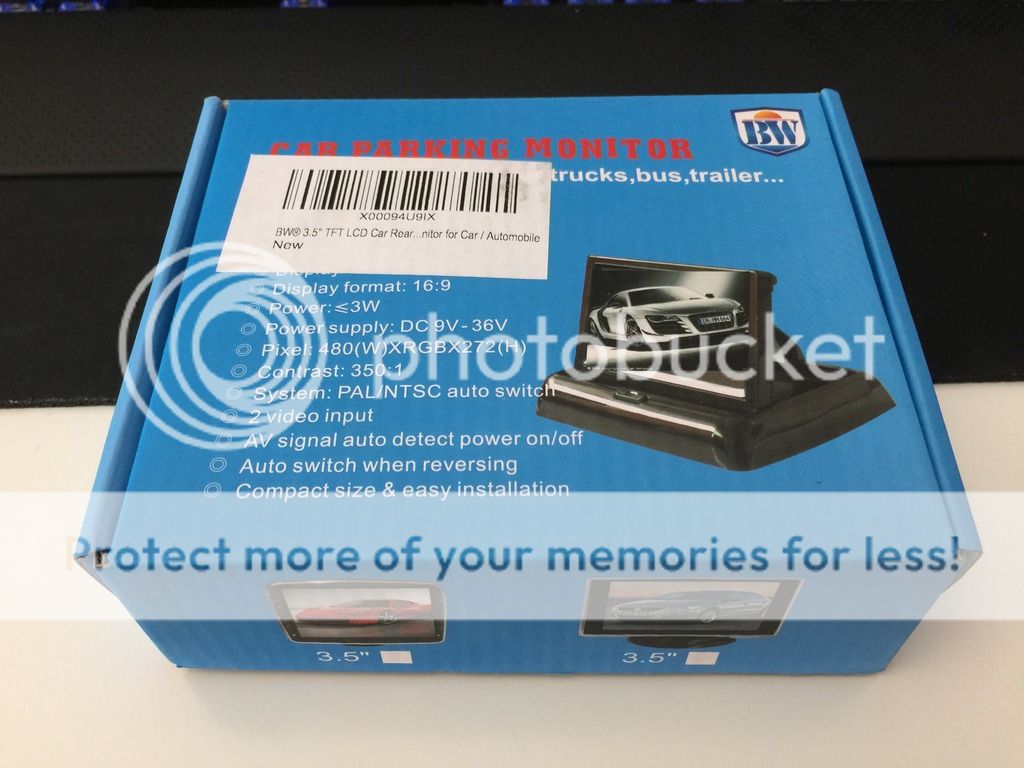 CAR PARKING MONITOR
BW
trucks,bus,trailer...
X00094U9IX
BW® 3.5" TFT LCD Car Rear...nitor for Car / Automobile
New
Display
Display format: 16:9
Power:≤3W
Power supply: DC 9V-36V
Pixel: 480(W)XRGBX272(H)
Contrast: 350:1
System: PAL/NTSC auto switch
2 video input
AV signal auto detect power on/off
Auto switch when reversing
Compact size & easy installation
photobucket
Protect more of your memories for less!
3.5"
3.5"